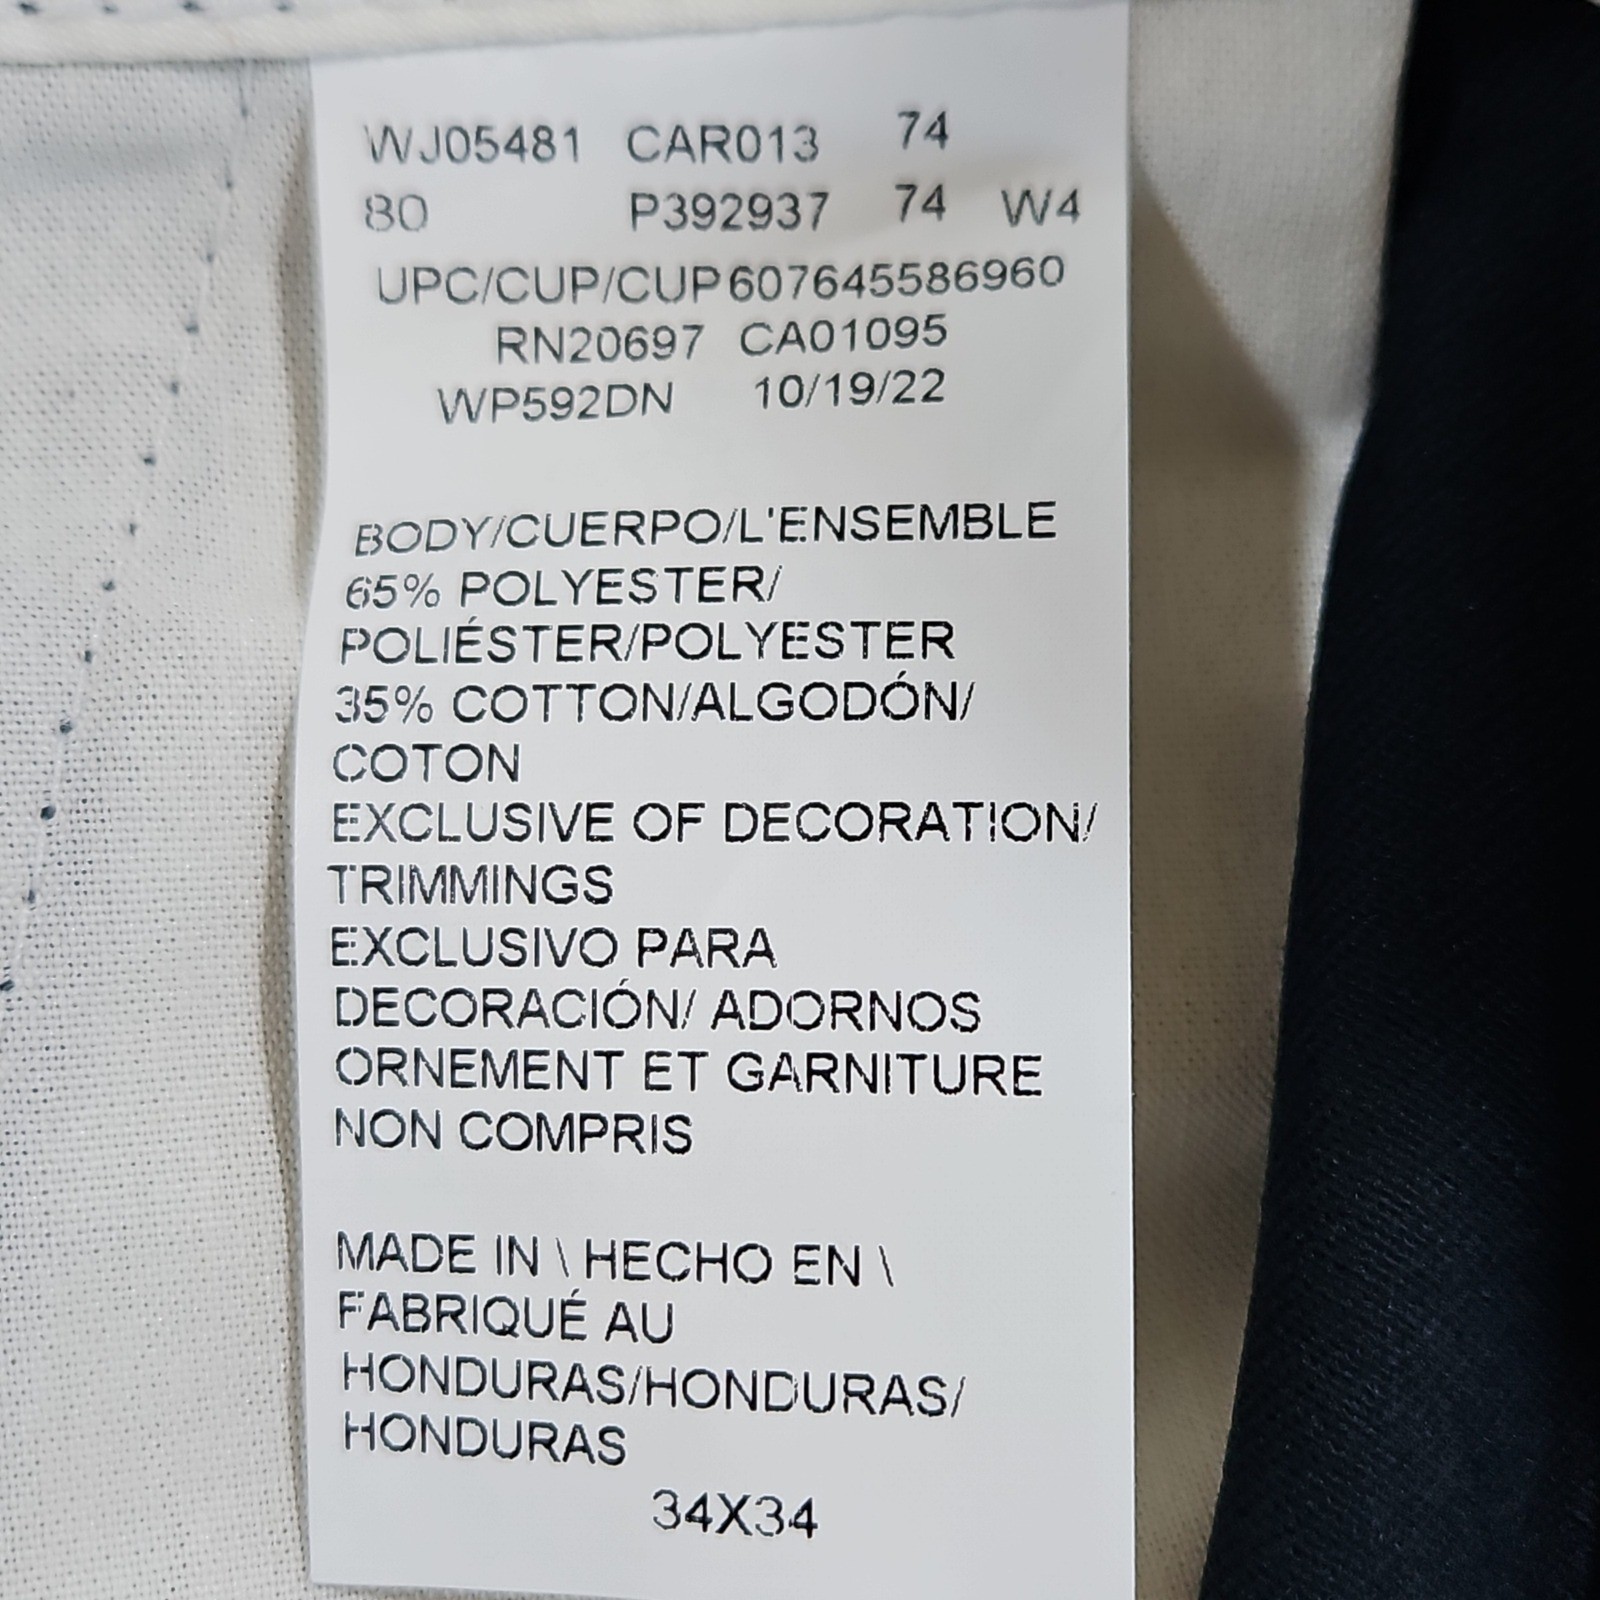 WJ05481 CAR013 74
80 P392937 74 W4
UPC/CUP/CUP607645586960
RN20697 CA01095
WP592DN 10/19/22
BODY/CUERPO/L'ENSEMBLE
65% POLYESTER/
POLIÉSTER/POLYESTER
35% COTTON/ALGODÓN/
COTON
EXCLUSIVE OF DECORATION/
TRIMMINGS
EXCLUSIVO PARA
DECORACIÓN/ ADORNOS
ORNEMENT ET GARNITURE
NON COMPRIS
MADE IN \ HECHO EN \
FABRIQUÉ AU
HONDURAS/HONDURAS/
HONDURAS
34X34